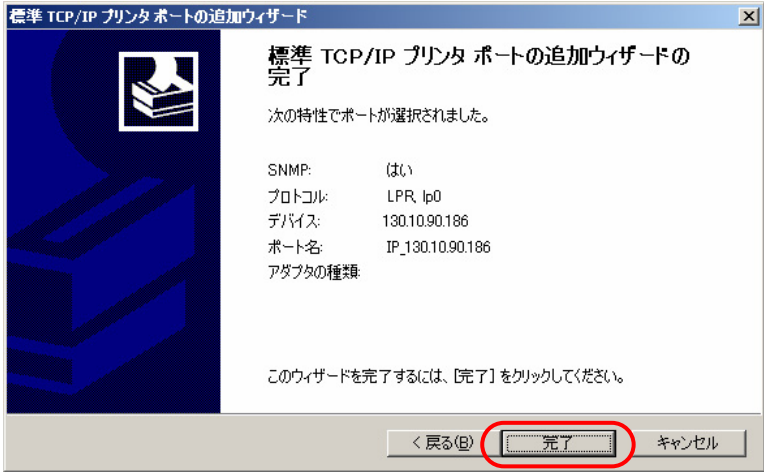 標準 TCP/IP プリンタ ポートの追加ウィザード
標準 TCP/IP プリンタ ポートの追加ウィザードの
完了
次の特性でポートが選択されました。
SNMP: はい
プロトコル: LPR, lp0
デバイス: 130.10.90.186
ポート名: IP_130.10.90.186
アダプタの種類:
このウィザードを完了するには、[完了] をクリックしてください。
< 戻る(B) 完了 キャンセル